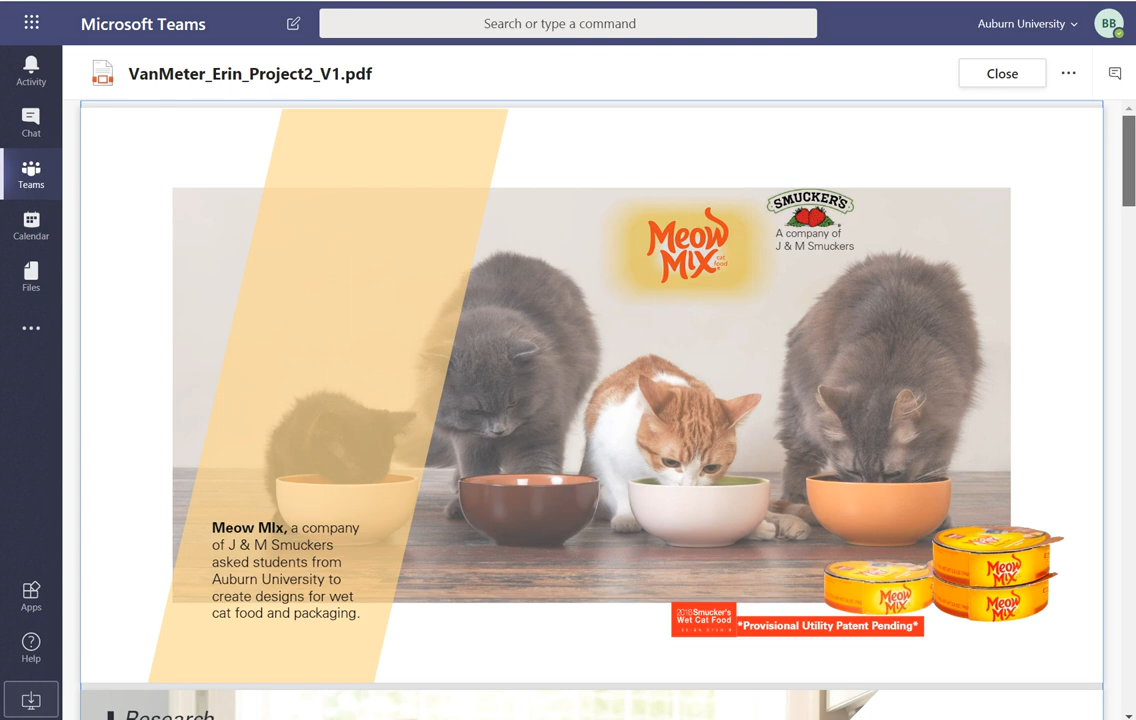 Microsoft Teams
Search or type a command
Auburn University
BB
Activity
Chat
Teams
Calendar
Files
Apps
Help
VanMeter_Erin_Project2_V1.pdf
Close
MEOW
MIX
cat
food
SMUCKER'S
A company of
J & M Smuckers
Meow MIx, a company
of J & M Smuckers
asked students from
Auburn University to
create designs for wet
cat food and packaging.
MEOW
MIX
MEOW
MIX
MEOW
MIX
2018 Smucker's
Wet Cat Food
*Provisional Utility Patent Pending*
Research